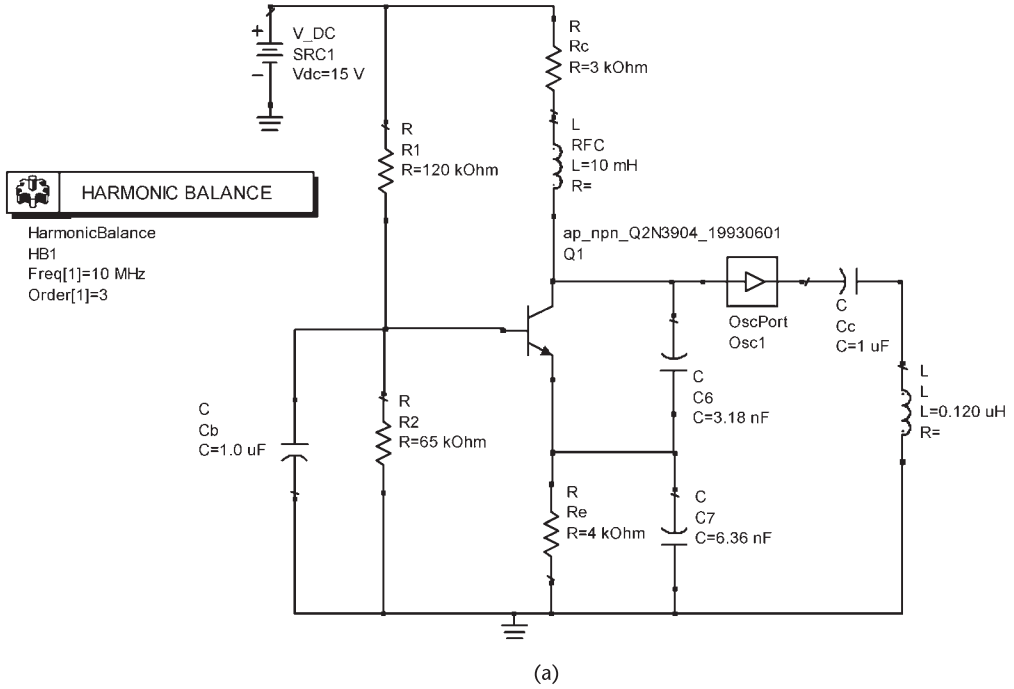 +
−
V_DC
SRC1
Vdc=15 V
R
Rc
R=3 kOhm
L
RFC
L=10 mH
R=
R
R1
R=120 kOhm
HARMONIC BALANCE
HarmonicBalance
HB1
Freq[1]=10 MHz
Order[1]=3
ap_npn_Q2N3904_19930601
Q1
OscPort
Osc1
C
Cc
C=1 uF
C
C6
C=3.18 nF
L
L
L=0.120 uH
R=
C
Cb
C=1.0 uF
R
R2
R=65 kOhm
R
Re
R=4 kOhm
C
C7
C=6.36 nF
(a)